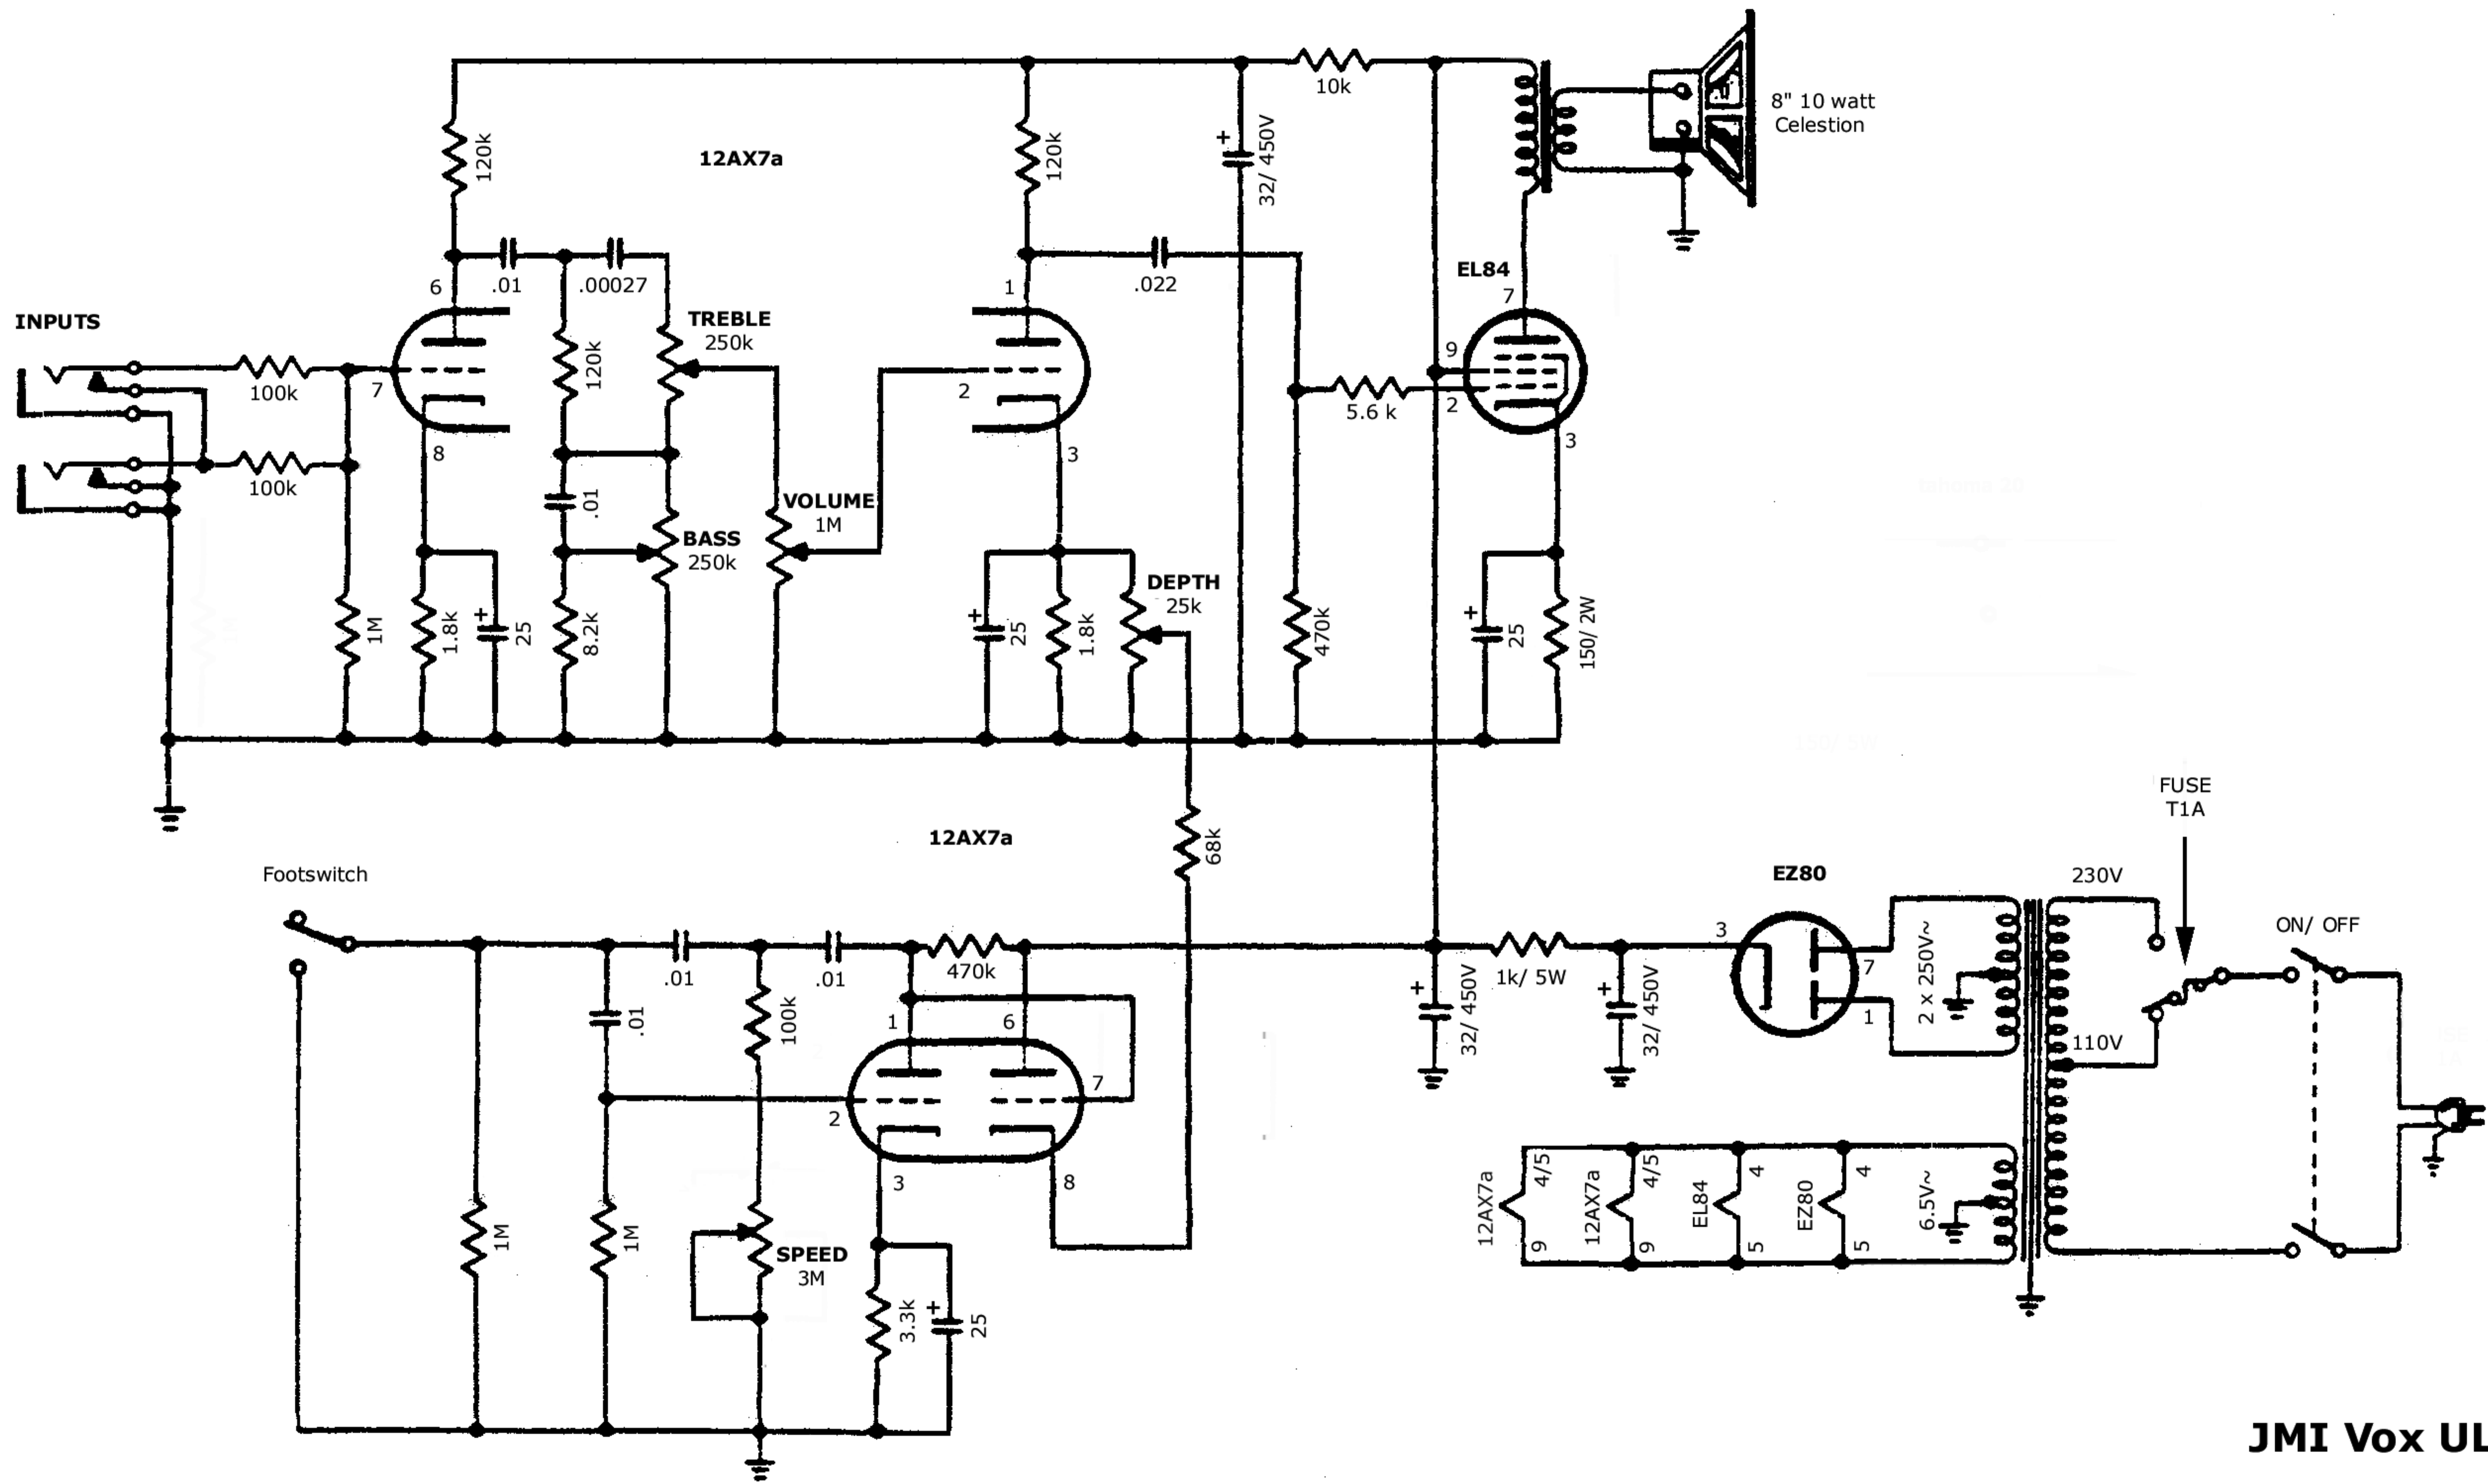 10k
8" 10 watt
Celestion
120k
12AX7a
120k
+
32/ 450V
6
.01
.00027
1
.022
EL84
7
INPUTS
TREBLE
250k
100k
7
120k
2
9
5.6 k
2
8
3
3
100k
.01
VOLUME
1M
BASS
250k
DEPTH
25k
1M
1.8k
+
25
8.2k
+
25
1.8k
470k
+
25
150/ 2W
FUSE
T1A
12AX7a
68k
Footswitch
EZ80
230V
ON/ OFF
3
.01
.01
470k
1k/ 5W
7
2 x 250V~
+
32/ 450V
+
32/ 450V
.01
100k
1
6
1
110V
7
2
3
8
12AX7a
4/5
9
12AX7a
4/5
9
EL84
4
5
EZ80
4
5
6.5V~
1M
1M
SPEED
3M
3.3k
+
25
JMI Vox UL